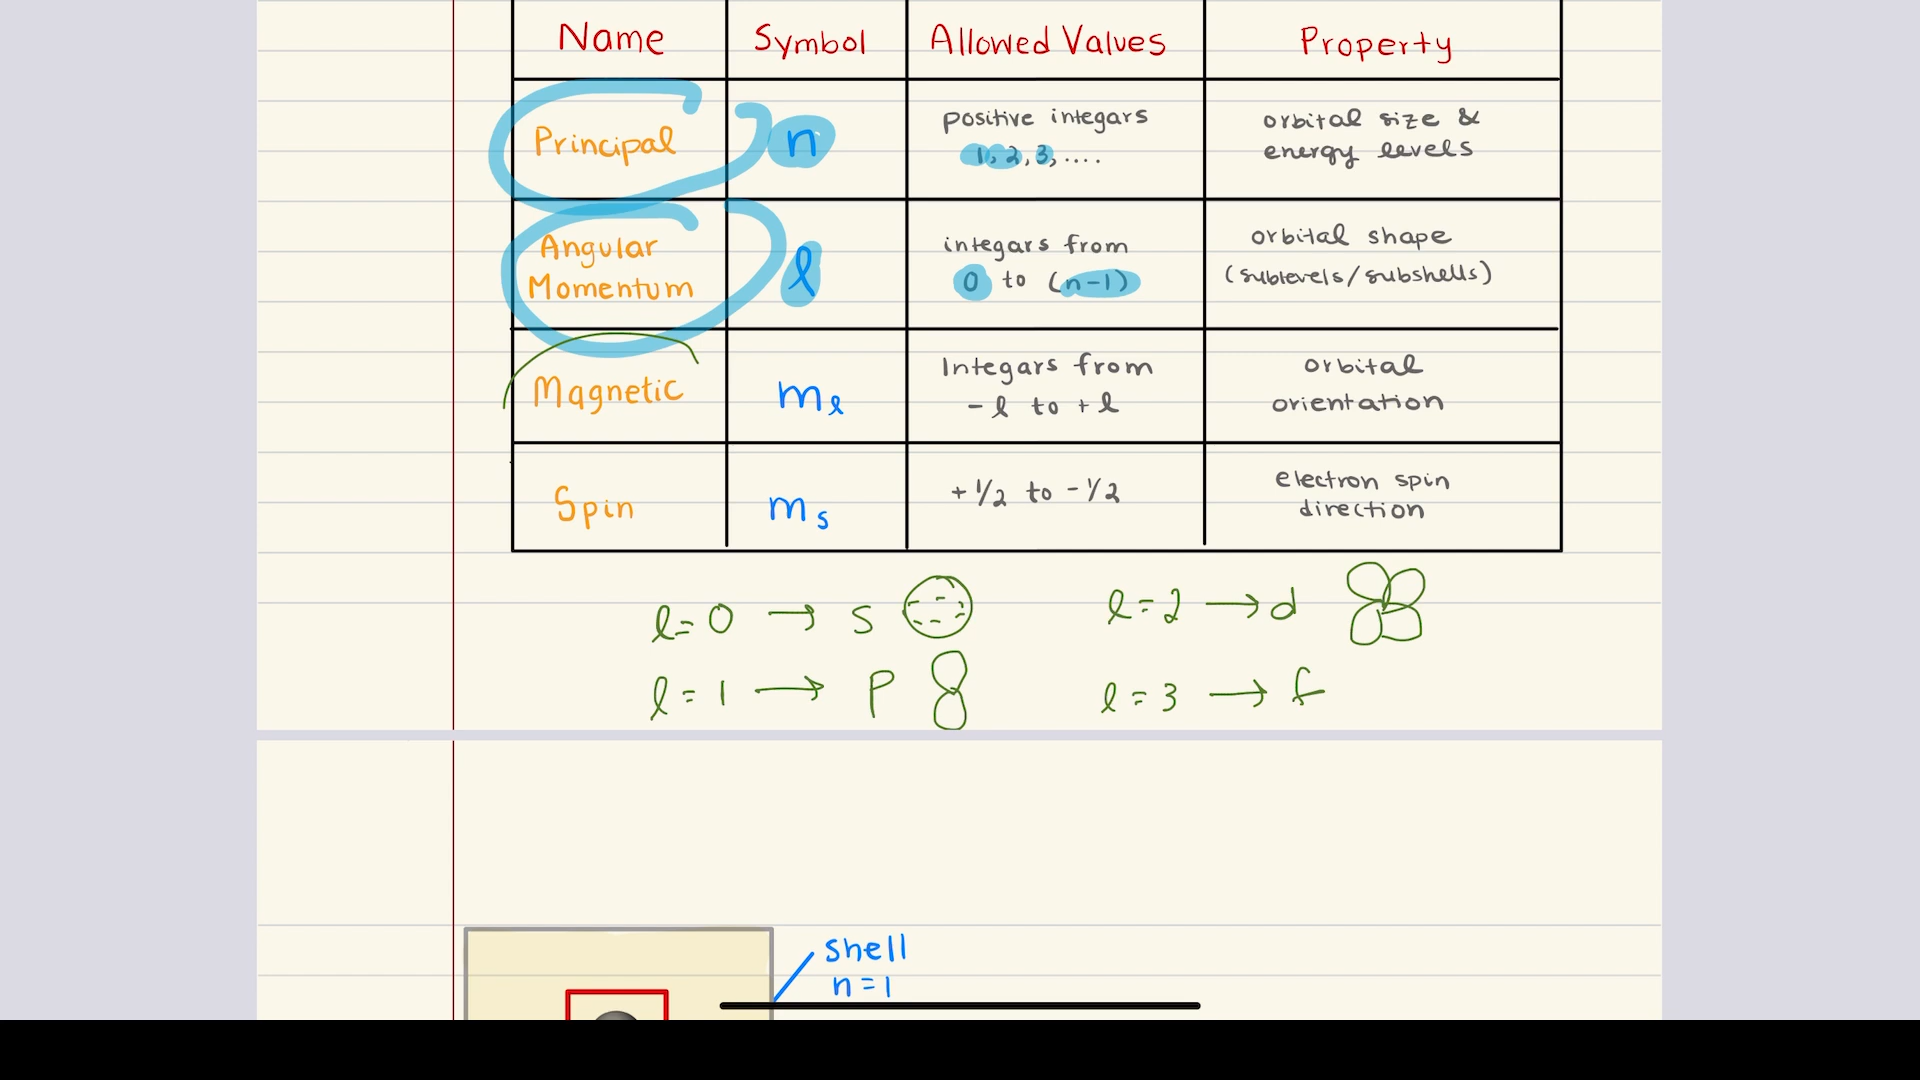 Name Symbol Allowed Values Property
Principal n positive integars
1, 2, 3, ....
orbital size &
energy levels
Angular
Momentum
l
integars from
0 to (n-1)
orbital shape
(sublevels/subshells)
Magnetic
mℓ
Integars from
- l to + l
orbital
orientation
Spin
ms
+ 1/2 to - 1/2
electron spin
direction
l = 0 → s
l = 2 → d
l = 1 → p
l = 3 → f
shell
n = 1